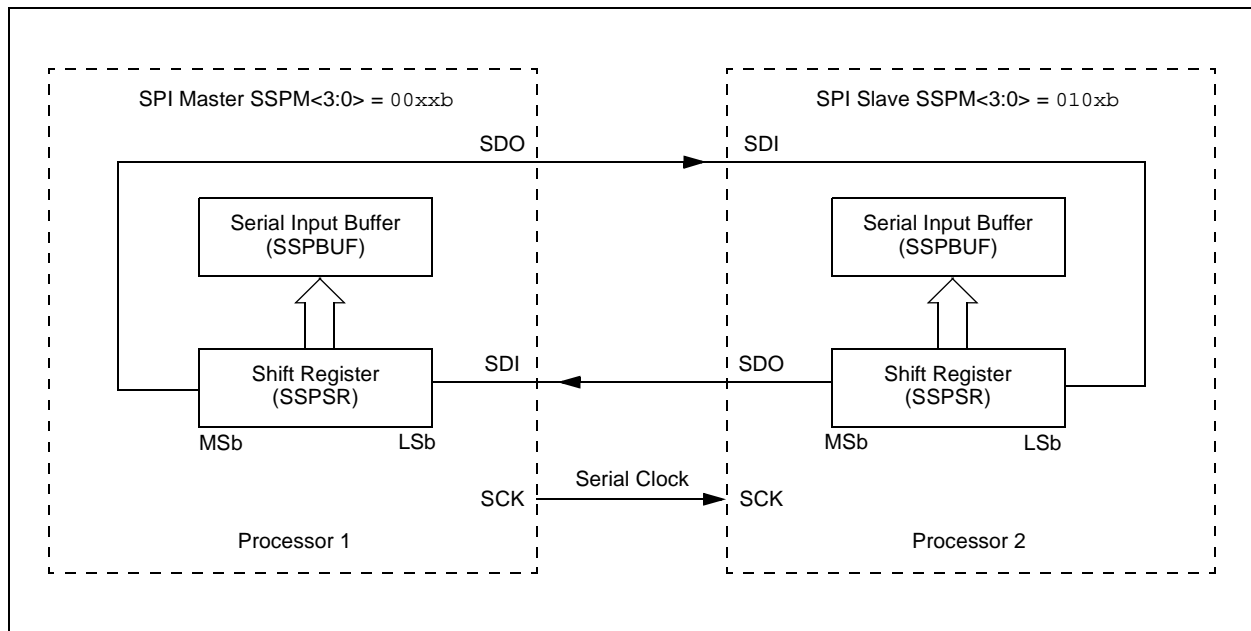 SPI Master SSPM<3:0> = 00xxb
SPI Slave SSPM<3:0> = 010xb
SDO
SDI
Serial Input Buffer
(SSPBUF)
Serial Input Buffer
(SSPBUF)
Shift Register
(SSPSR)
SDI
SDO
Shift Register
(SSPSR)
MSb
LSb
MSb
LSb
Serial Clock
SCK
SCK
Processor 1
Processor 2